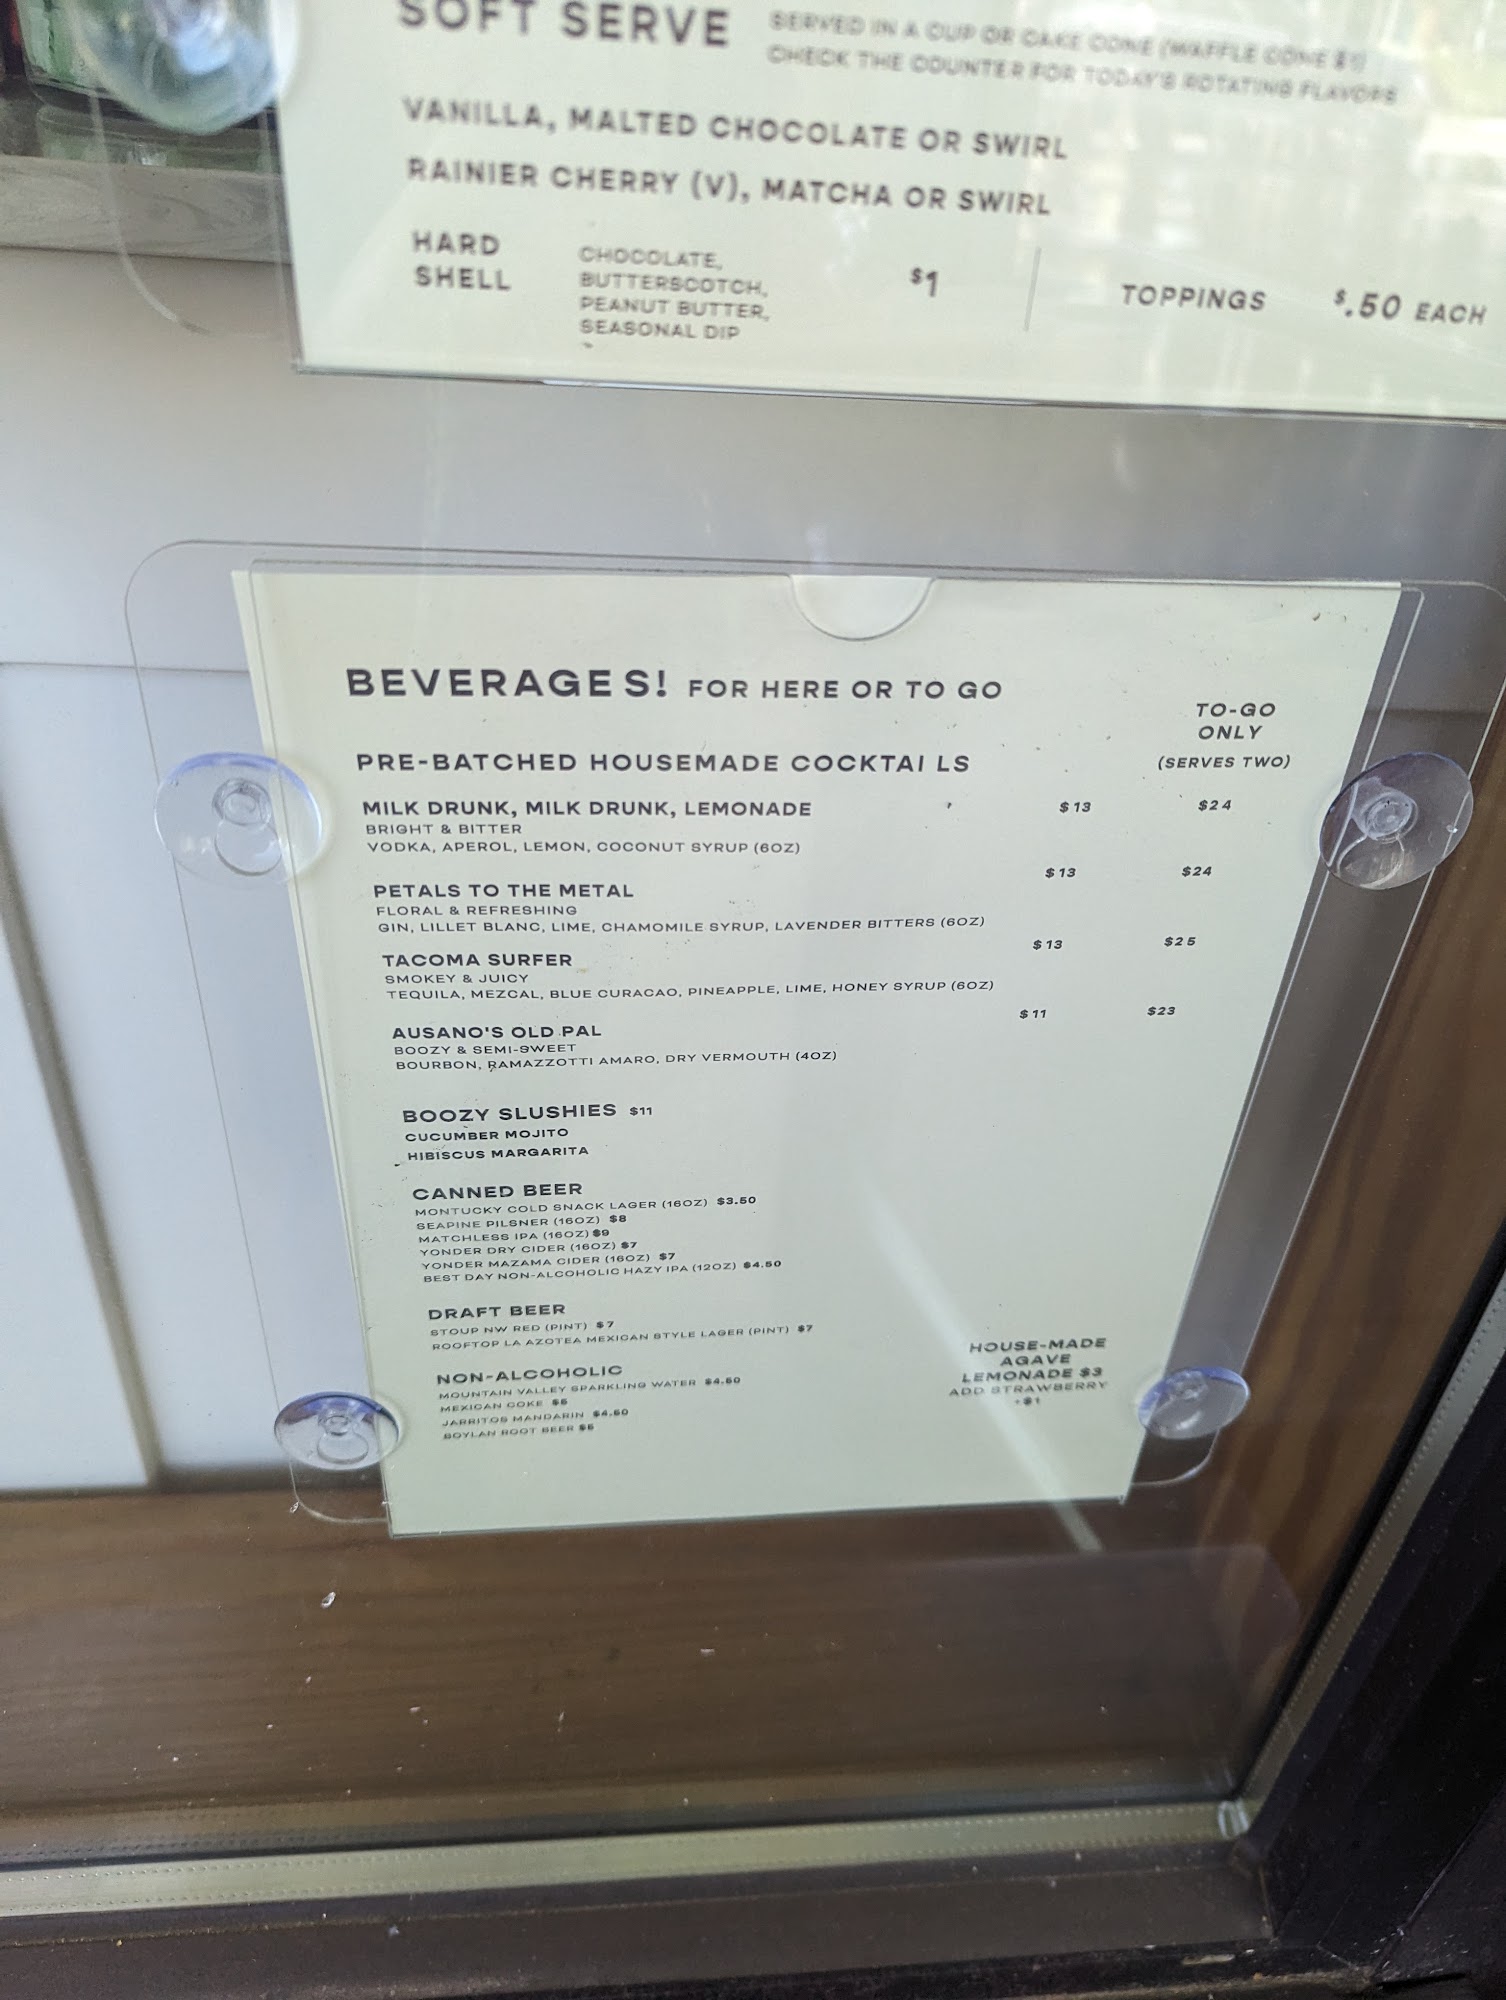 SOFT SERVE
SERVED IN A CUP OR CAKE CONE (WAFFLE CONE $1)
CHECK THE COUNTER FOR TODAY'S ROTATING FLAVORS
VANILLA, MALTED CHOCOLATE OR SWIRL
RAINIER CHERRY (V), MATCHA OR SWIRL
HARD
SHELL
CHOCOLATE,
BUTTERSCOTCH,
PEANUT BUTTER,
SEASONAL DIP
$1
TOPPINGS $.50 EACH
BEVERAGES! FOR HERE OR TO GO
TO-GO
ONLY
(SERVES TWO)
PRE-BATCHED HOUSEMADE COCKTAI LS
MILK DRUNK, MILK DRUNK, LEMONADE $13 $24
BRIGHT & BITTER
VODKA, APEROL, LEMON, COCONUT SYRUP (6OZ)
PETALS TO THE METAL $13 $24
FLORAL & REFRESHING
GIN, LILLET BLANC, LIME, CHAMOMILE SYRUP, LAVENDER BITTERS (6OZ)
TACOMA SURFER $13 $25
SMOKEY & JUICY
TEQUILA, MEZCAL, BLUE CURACAO, PINEAPPLE, LIME, HONEY SYRUP (6OZ)
AUSANO'S OLD PAL $11 $23
BOOZY & SEMI-SWEET
BOURBON, RAMAZZOTTI AMARO, DRY VERMOUTH (4OZ)
BOOZY SLUSHIES $11
CUCUMBER MOJITO
HIBISCUS MARGARITA
CANNED BEER
MONTUCKY COLD SNACK LAGER (16OZ) $3.50
SEAPINE PILSNER (16OZ) $8
MATCHLESS IPA (16OZ) $9
YONDER DRY CIDER (16OZ) $7
YONDER MAZAMA CIDER (16OZ) $7
BEST DAY NON-ALCOHOLIC HAZY IPA (12OZ) $4.50
DRAFT BEER
STOUP NW RED (PINT) $7
ROOFTOP LA AZOTEA MEXICAN STYLE LAGER (PINT) $7
NON-ALCOHOLIC
MOUNTAIN VALLEY SPARKLING WATER $4.50
MEXICAN COKE $5
JARRITOS MANDARIN $4.50
BOYLAN ROOT BEER $5
HOUSE-MADE
AGAVE
LEMONADE $3
ADD STRAWBERRY
+$1